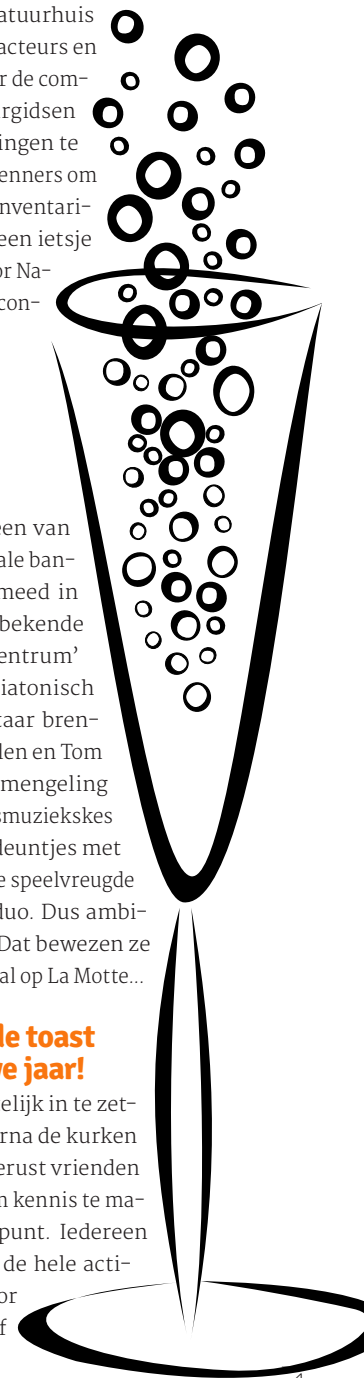 atuurhuis
acteurs en
r de com-
rgidsen
ingen te
enners om
nventari-
een ietsje
or Na-
con-
een van
ale ban-
meed in
bekende
entrum’
iatonisch
taar bren-
len en Tom
mengeling
smuziekskes
leuntjes met
e speelvreugde
duo. Dus ambi-
Dat bewezen ze
al op La Motte...
de toast
we jaar!
elijk in te zet-
rna de kurken
erust vrienden
n kennis te ma-
punt. Iedereen
de hele acti-
or
f